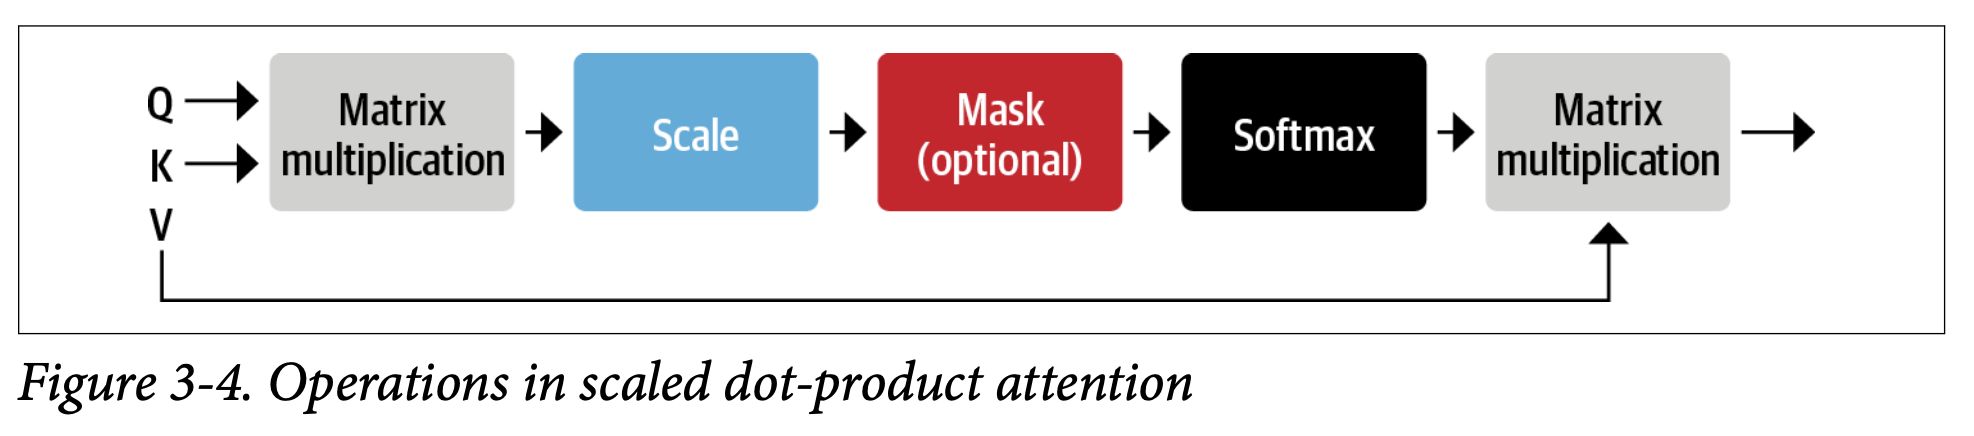 Q
K
V
Matrix
multiplication
Scale
Mask
(optional)
Softmax
Matrix
multiplication
Figure 3-4. Operations in scaled dot-product attention